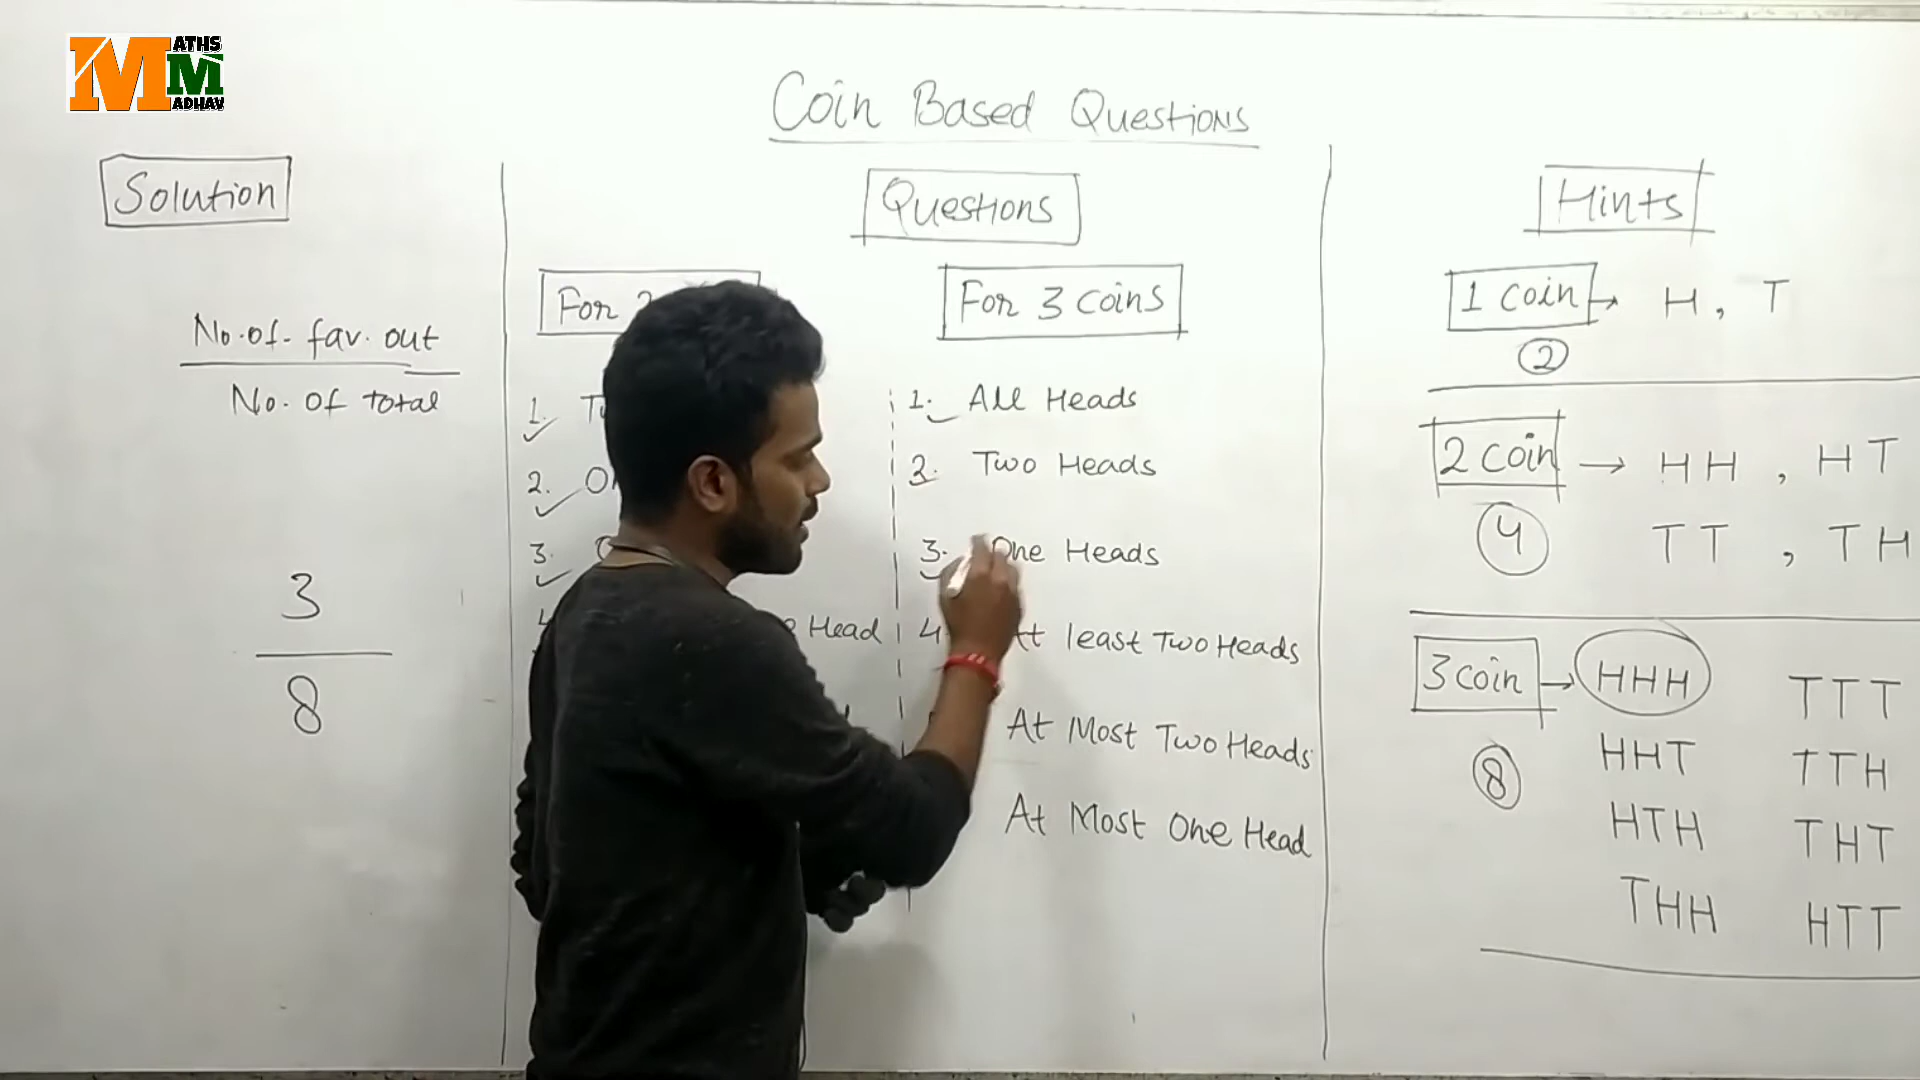 MATHS
MADHAV
Coin Based Questions
Solution
No. of. fav. out
No. of total
3
8
Questions
For
1.
2.
3.
Head
For 3 coins
1. All Heads
2. Two Heads
3. One Heads
4. At least Two Heads
At Most Two Heads
At Most One Head
Hints
1 coin → H, T
2
2 coin → HH, HT
4
TT, TH
3 coin → HHH TTT
8
HHT TTH
HTH THT
THH HTT